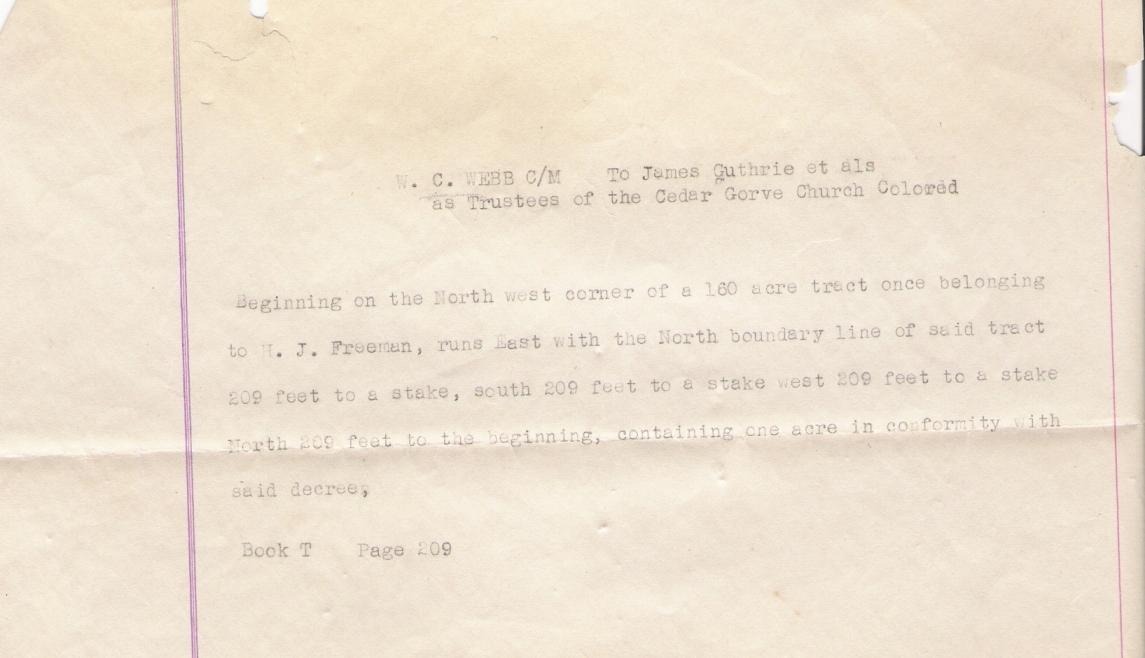 W. C. WEBB C/M To James Guthrie et als
as Trustees of the Cedar Gorve Church Colored
Beginning on the North west corner of a 160 acre tract once belonging
to H. J. Freeman, runs East with the North boundary line of said tract
209 feet to a stake, south 209 feet to a stake west 209 feet to a stake
North 209 feet to the beginning, containing one acre in conformity with
said decree,
Book T Page 209